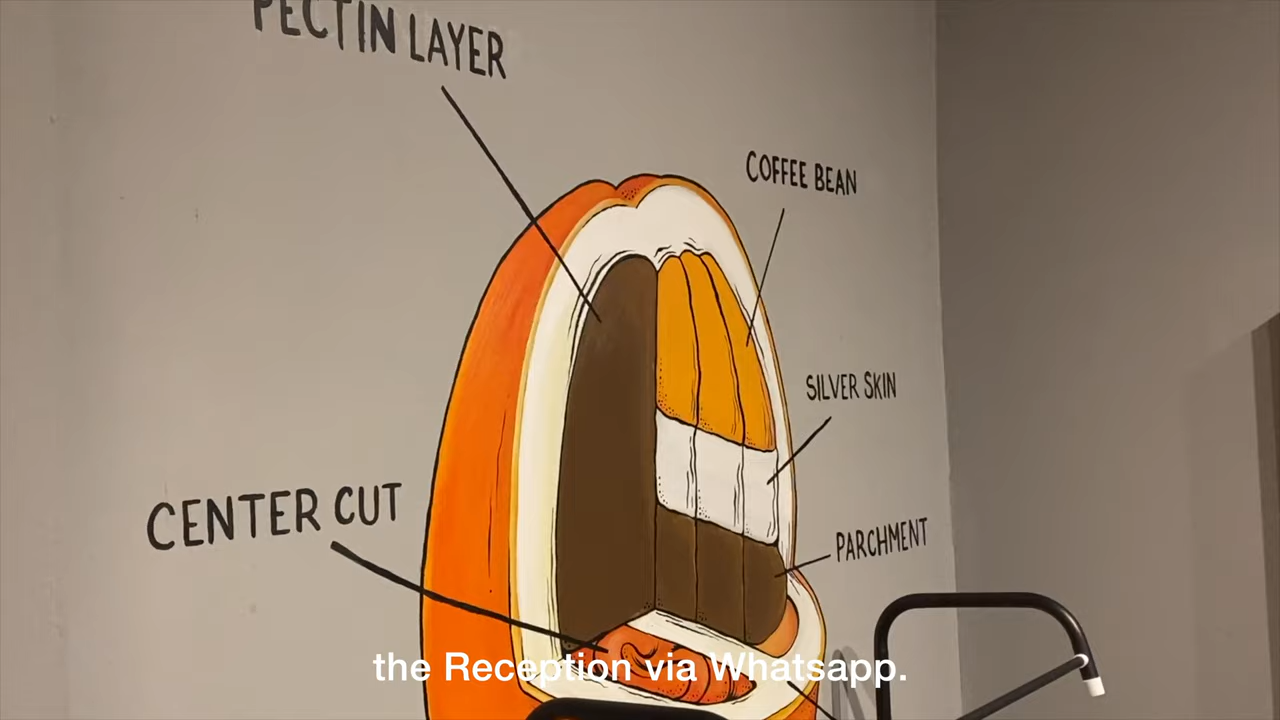 PECTIN LAYER
COFFEE BEAN
SILVER SKIN
CENTER CUT
PARCHMENT
the Reception via Whatsapp.